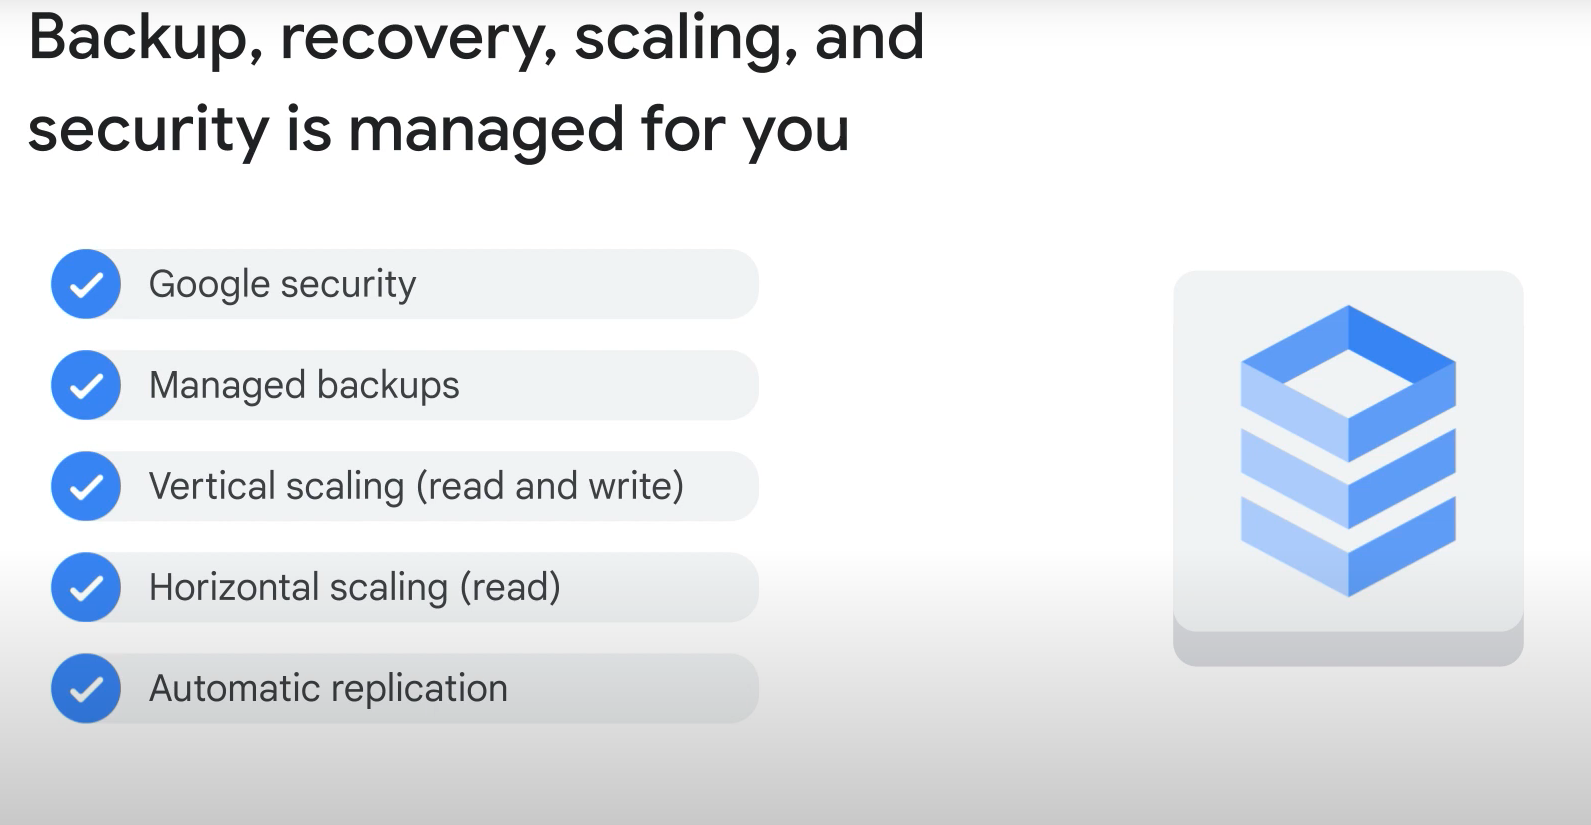 Backup, recovery, scaling, and
security is managed for you
Google security
Managed backups
Vertical scaling (read and write)
Horizontal scaling (read)
Automatic replication